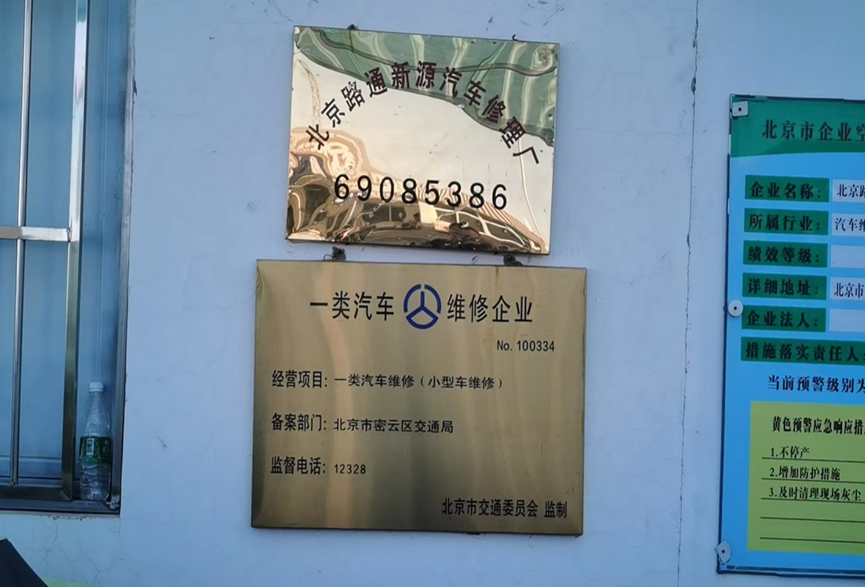 北京路通新源汽车修理厂
69085386
一类汽车 维修企业
No. 100334
经营项目: 一类汽车维修（小型车维修）
备案部门: 北京市密云区交通局
监督电话: 12328
北京市交通委员会 监制
北京市企业空
企业名称: 北京路
所属行业: 汽车维
绩效等级:
详细地址: 北京市
企业法人:
措施落实责任人:
当前预警级别为
黄色预警应急响应措
1.不停产
2.增加防护措施
3.及时清理现场灰尘